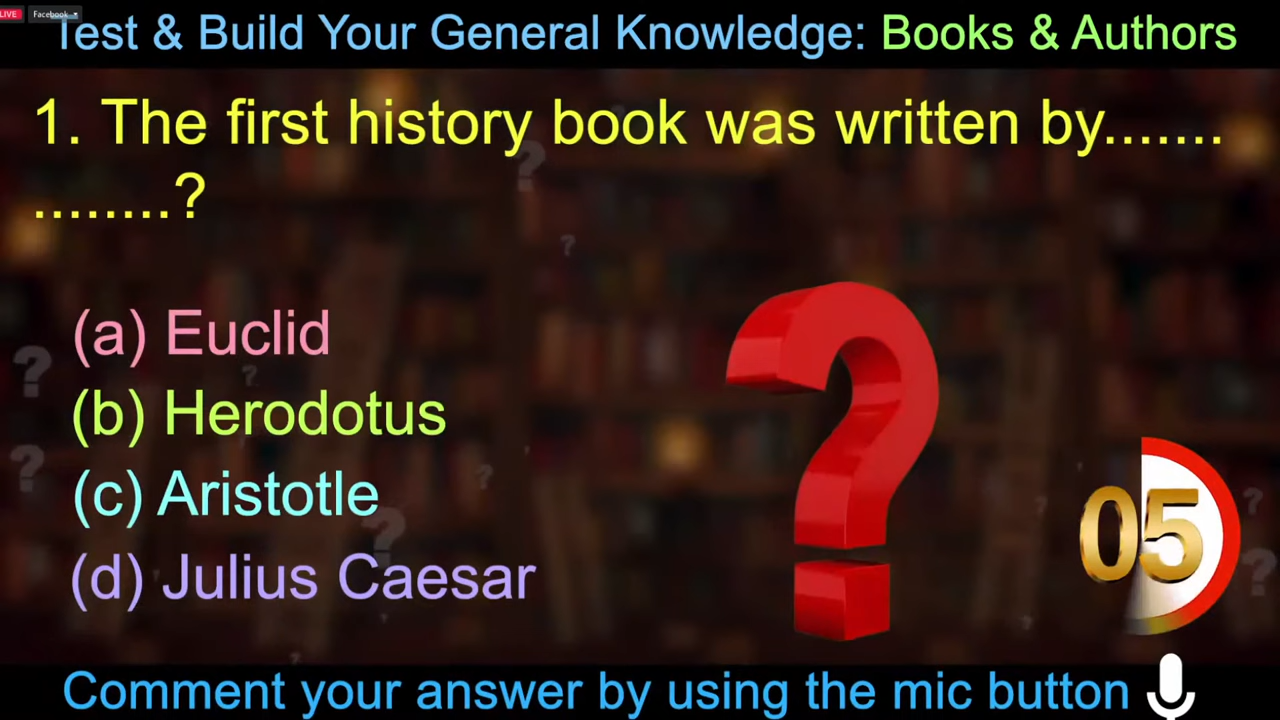 LIVE Facebook
Test & Build Your General Knowledge: Books & Authors
1. The first history book was written by.......
........?
(a) Euclid
(b) Herodotus
(c) Aristotle
(d) Julius Caesar
05
Comment your answer by using the mic button